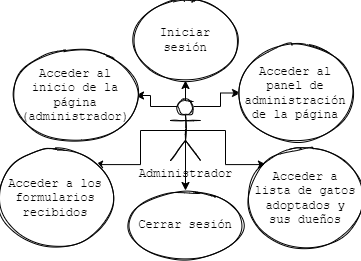 Iniciar
sesión
Acceder al
inicio de la
página
(administrador)
Acceder al
panel de
administración
de la página
Administrador
Acceder a los
formularios
recibidos
Cerrar sesión
Acceder a
lista de gatos
adoptados y
sus dueños